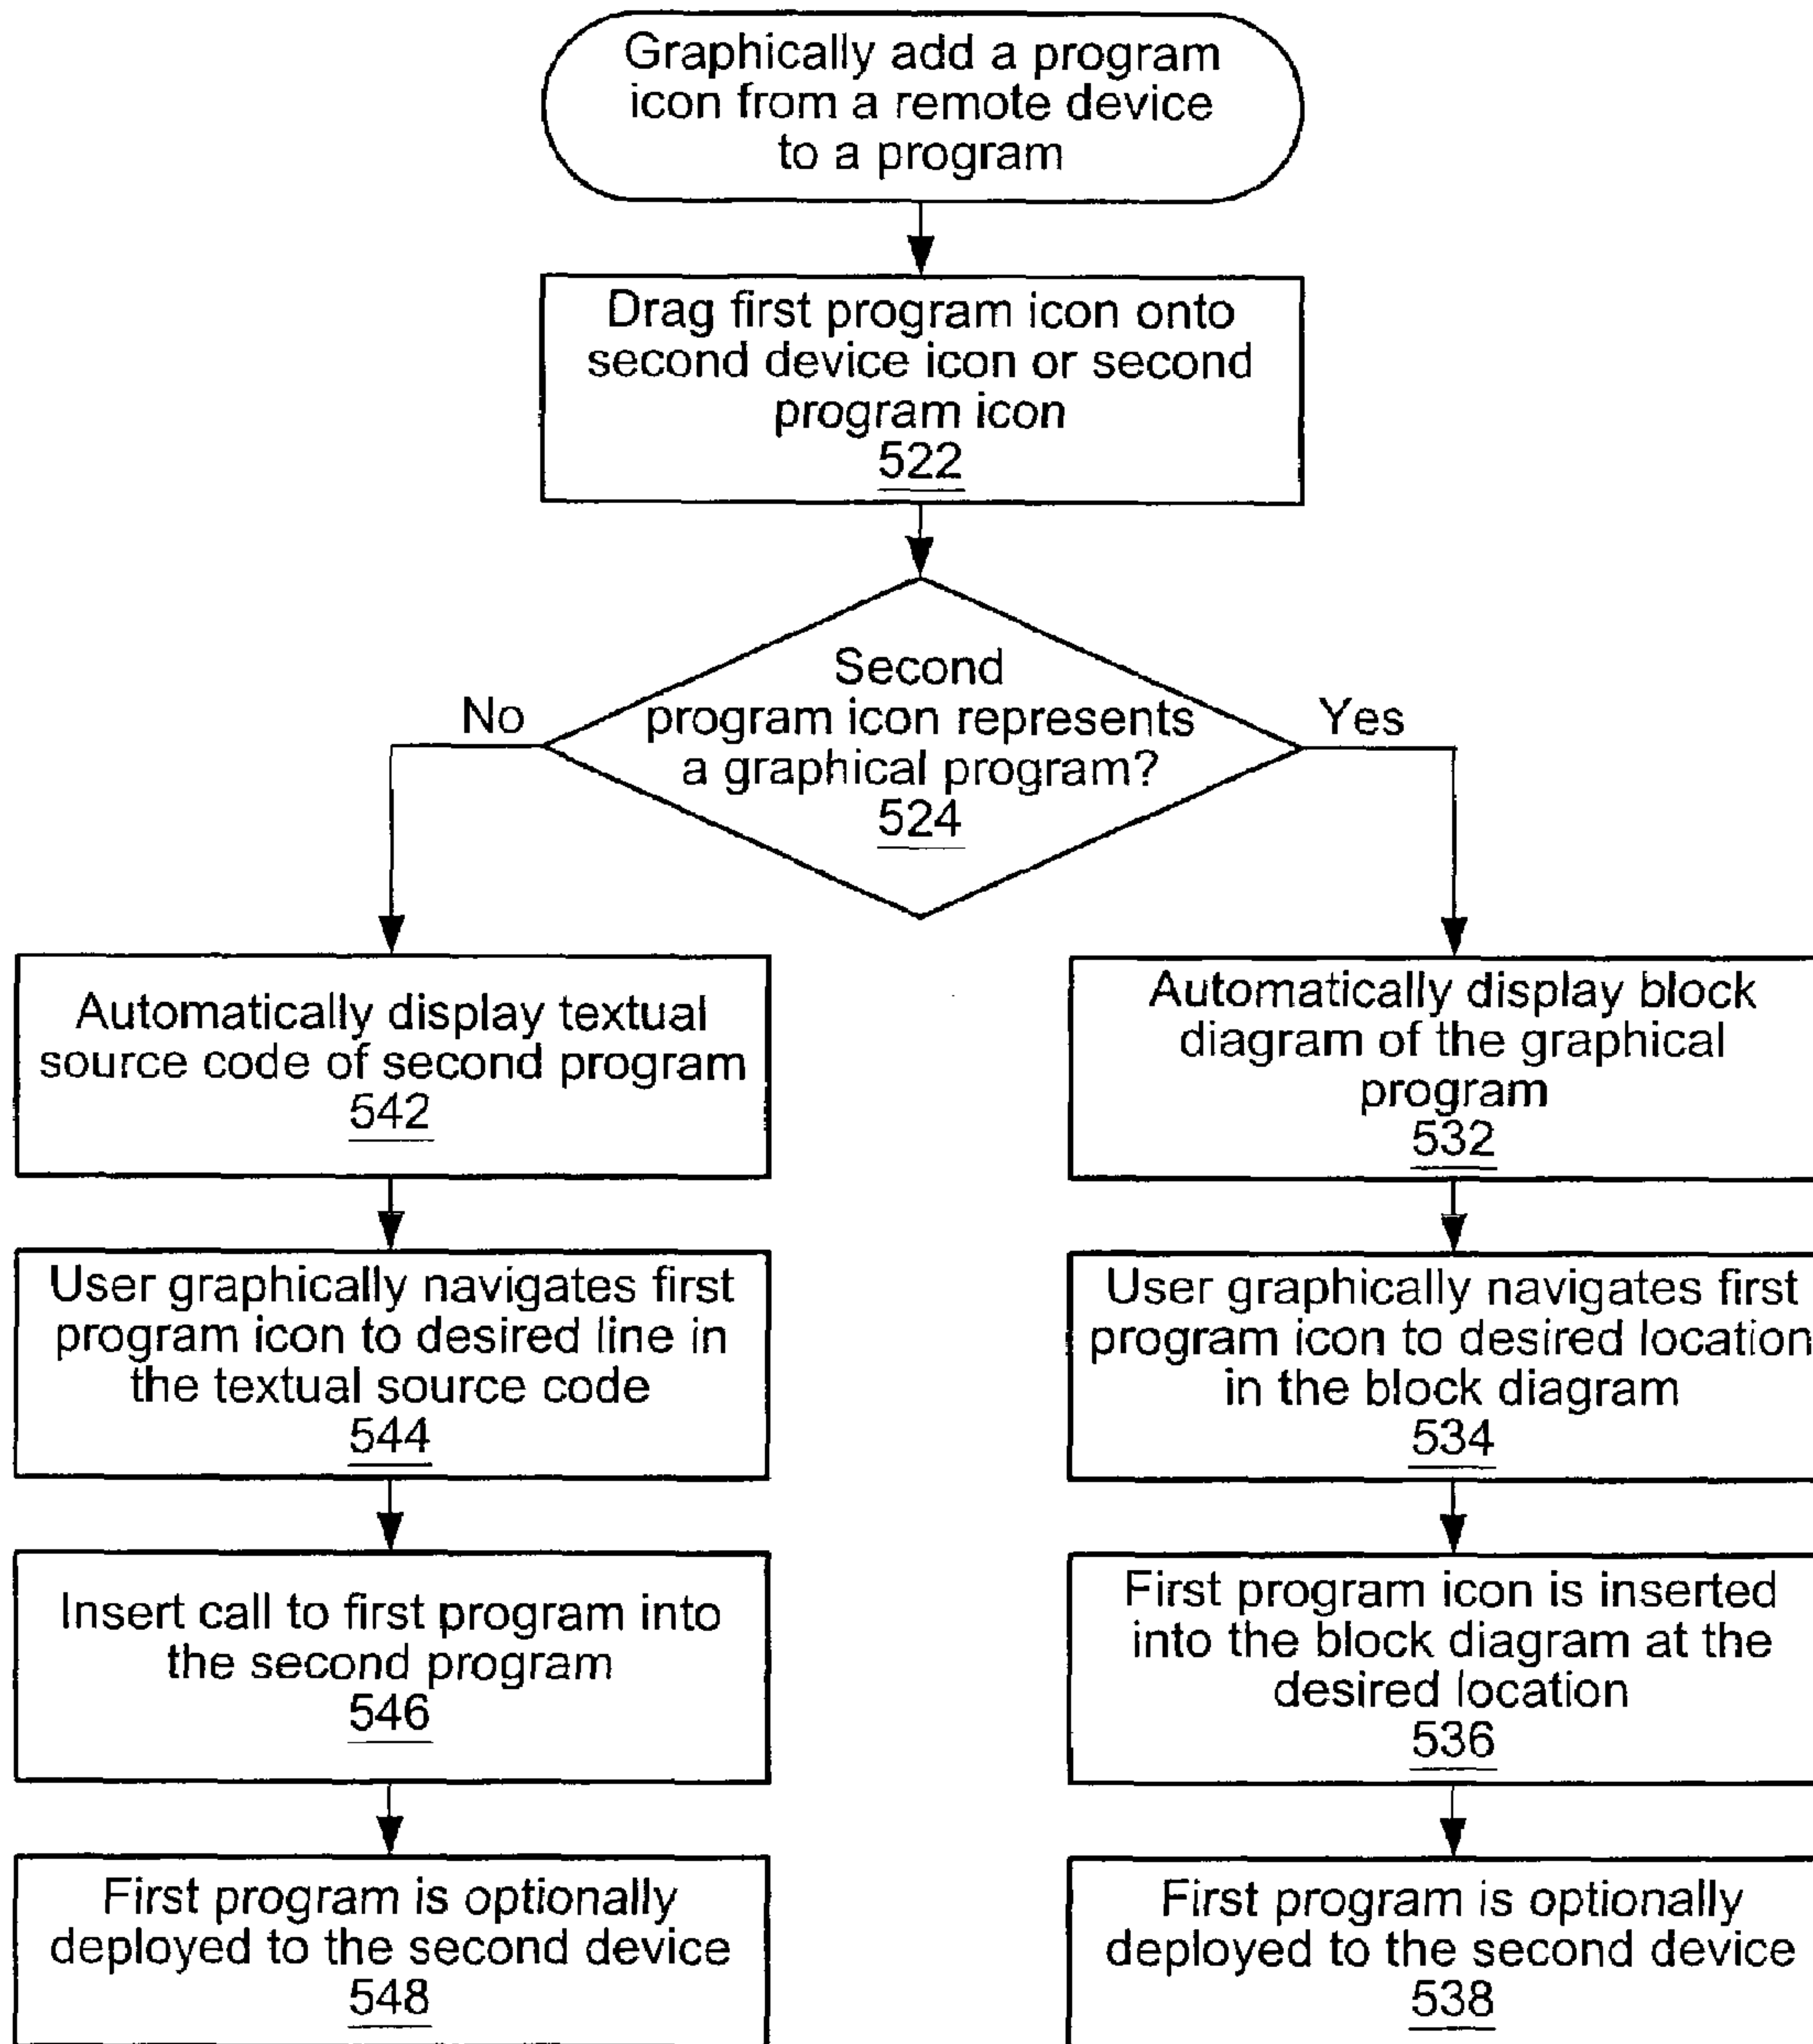 Graphically add a program
icon from a remote device
to a program
Drag first program icon onto
second device icon or second
program icon
522
Second
program icon represents
a graphical program?
524
No
Yes
Automatically display textual
source code of second program
542
User graphically navigates first
program icon to desired line in
the textual source code
544
Insert call to first program into
the second program
546
First program is optionally
deployed to the second device
548
Automatically display block
diagram of the graphical
program
532
User graphically navigates first
program icon to desired location
in the block diagram
534
First program icon is inserted
into the block diagram at the
desired location
536
First program is optionally
deployed to the second device
538